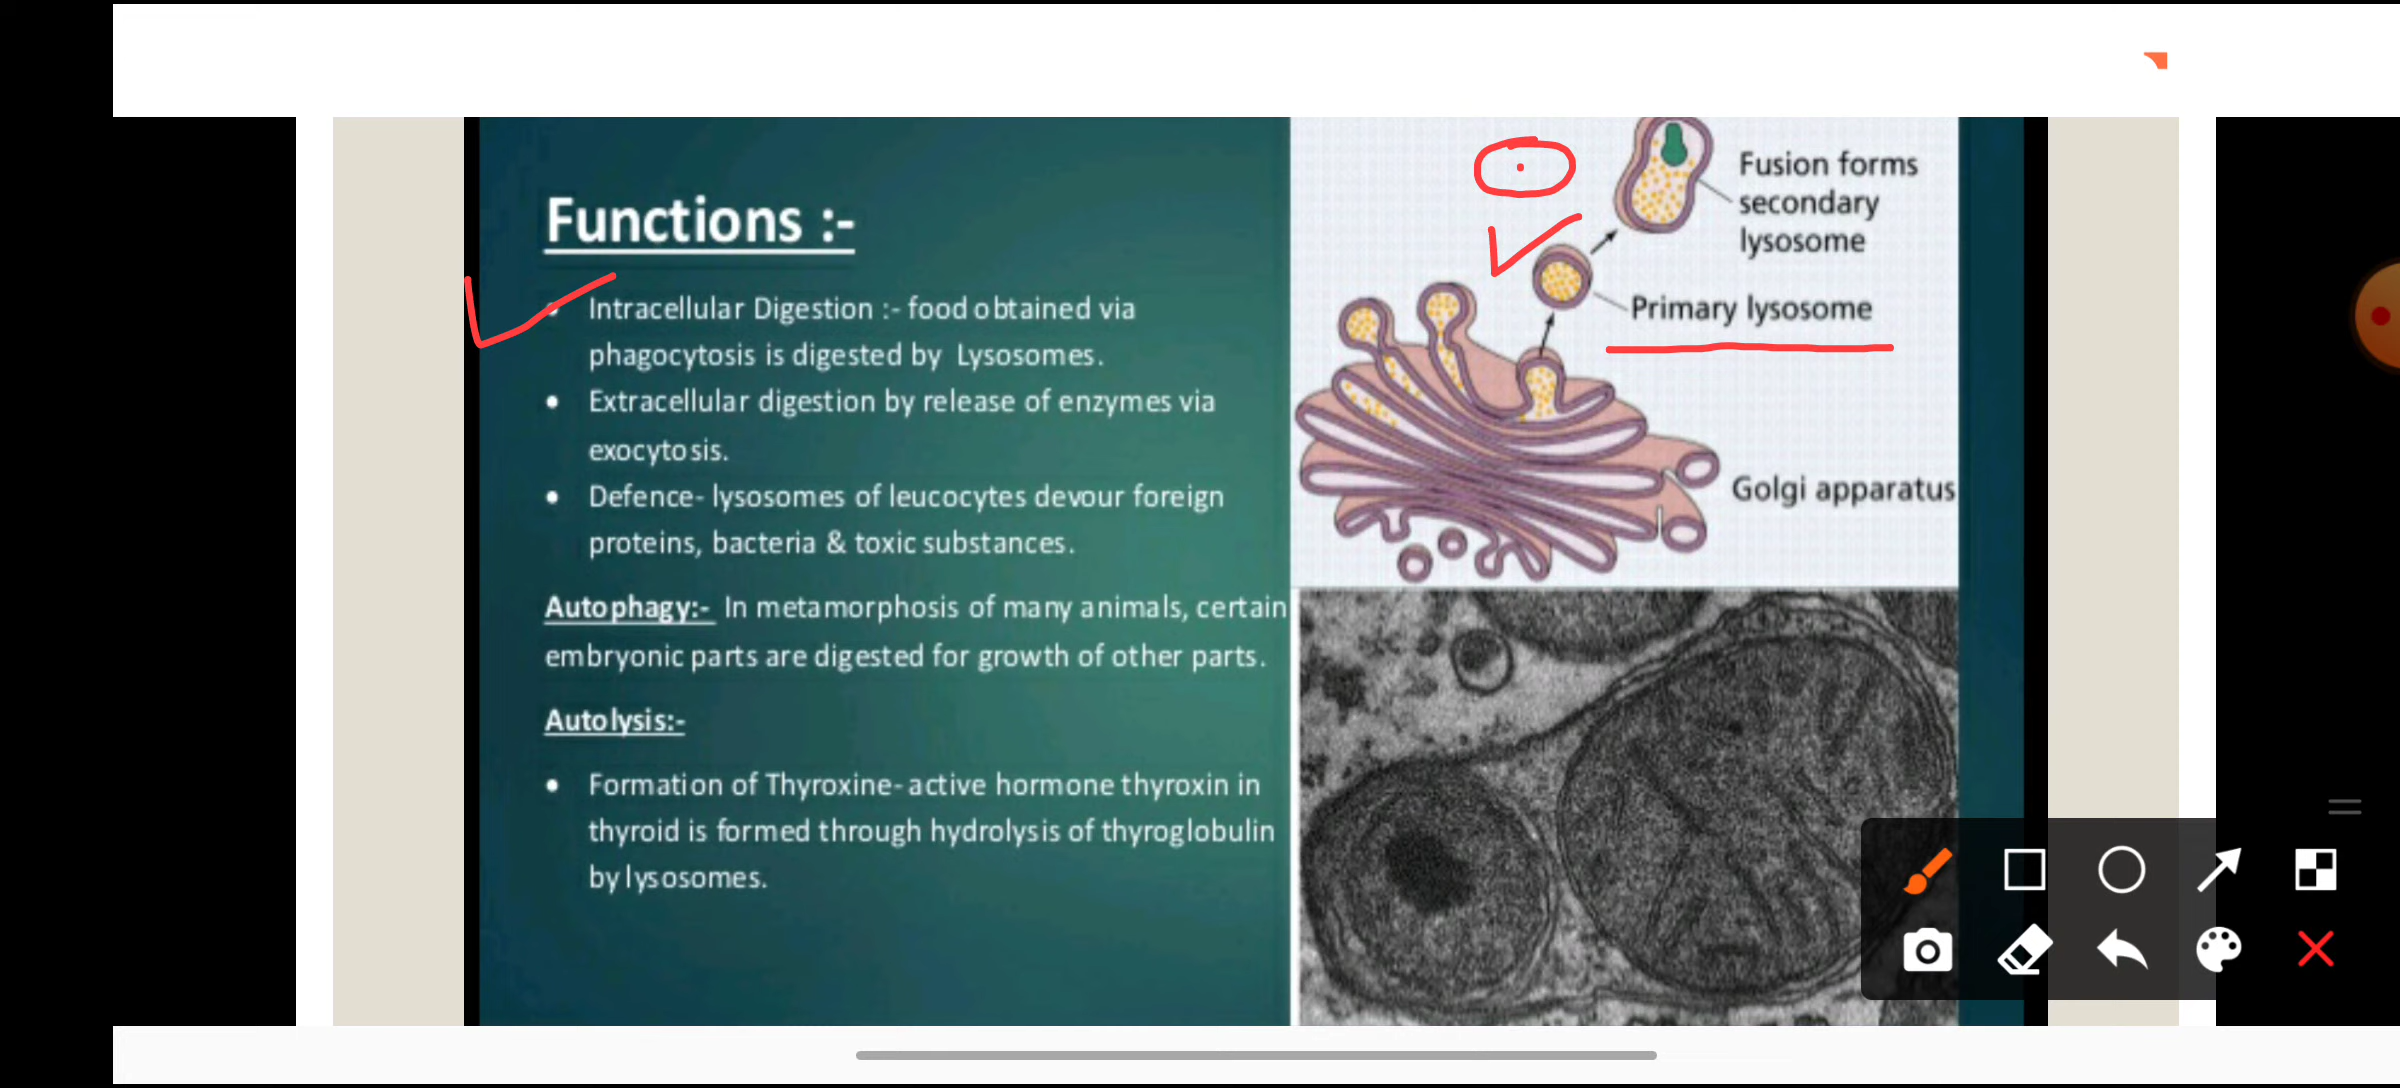 Functions :-
• Intracellular Digestion :- food obtained via
phagocytosis is digested by Lysosomes.
• Extracellular digestion by release of enzymes via
exocytosis.
• Defence- lysosomes of leucocytes devour foreign
proteins, bacteria & toxic substances.
Autophagy:- In metamorphosis of many animals, certain
embryonic parts are digested for growth of other parts.
Autolysis:-
• Formation of Thyroxine- active hormone thyroxin in
thyroid is formed through hydrolysis of thyroglobulin
by lysosomes.
Fusion forms
secondary
lysosome
Primary lysosome
Golgi apparatus